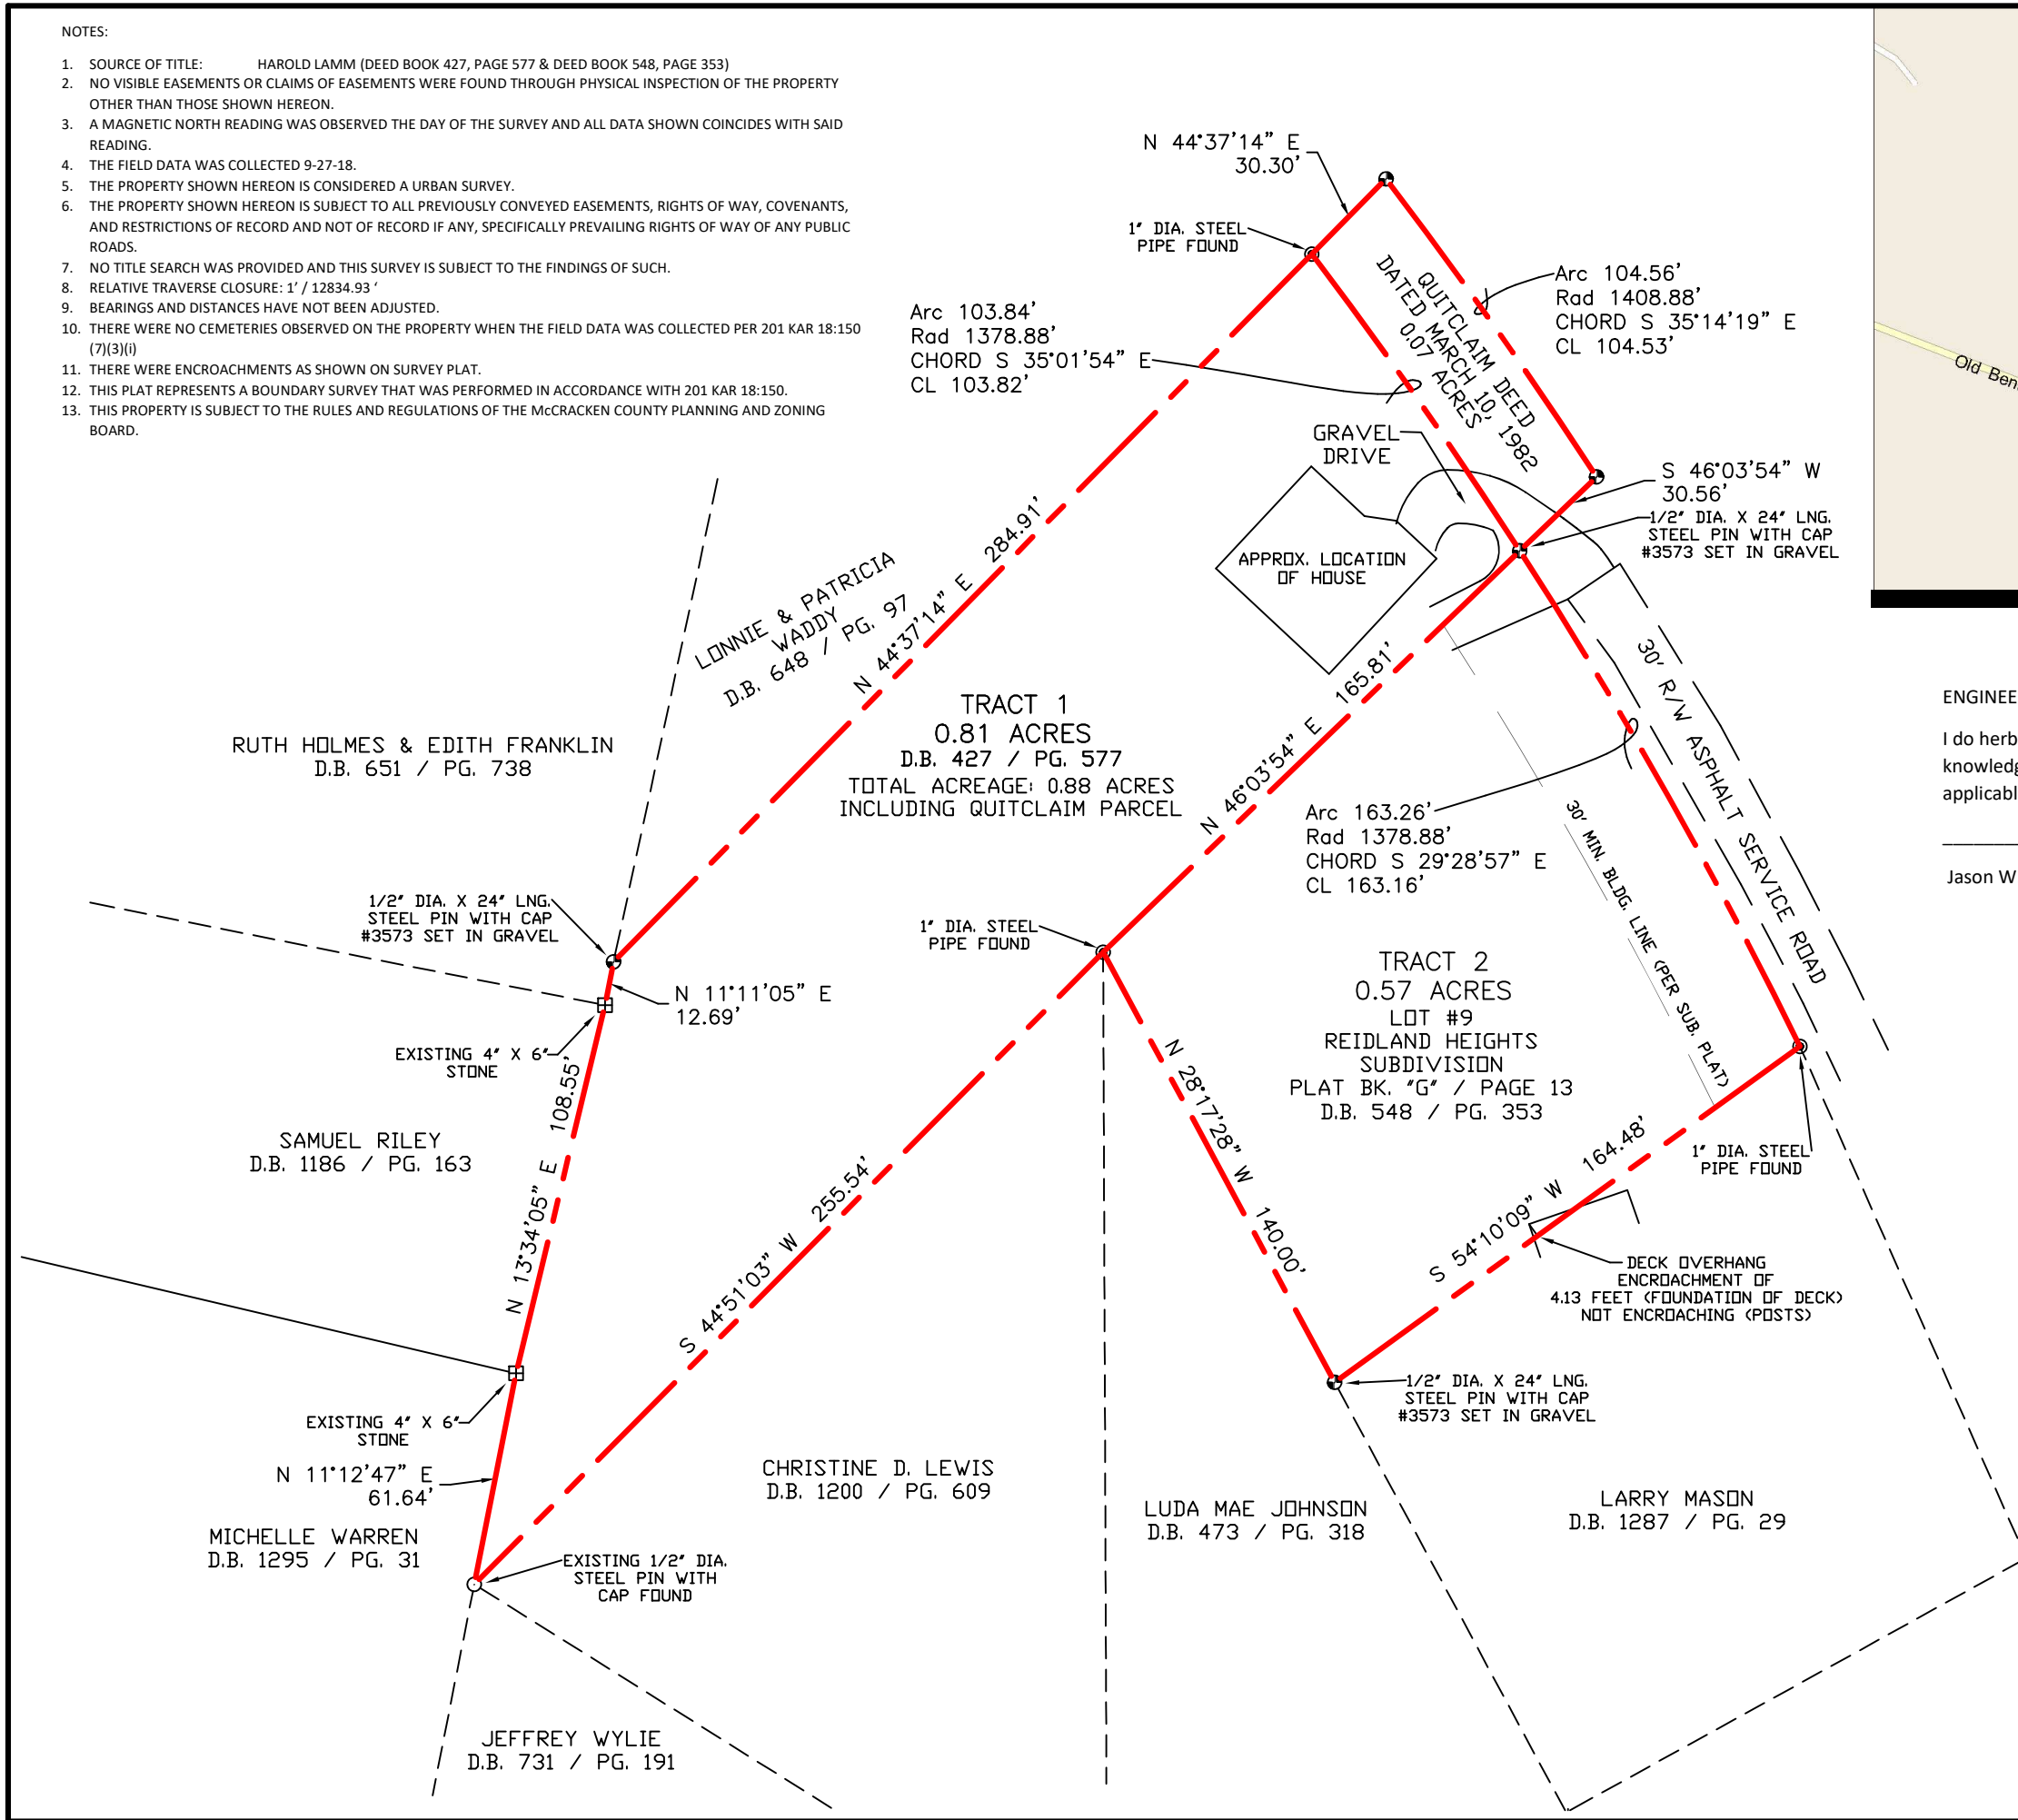 NOTES:
1. SOURCE OF TITLE: HAROLD LAMM (DEED BOOK 427, PAGE 577 & DEED BOOK 548, PAGE 353)
2. NO VISIBLE EASEMENTS OR CLAIMS OF EASEMENTS WERE FOUND THROUGH PHYSICAL INSPECTION OF THE PROPERTY
OTHER THAN THOSE SHOWN HEREON.
3. A MAGNETIC NORTH READING WAS OBSERVED THE DAY OF THE SURVEY AND ALL DATA SHOWN COINCIDES WITH SAID
READING.
4. THE FIELD DATA WAS COLLECTED 9-27-18.
5. THE PROPERTY SHOWN HEREON IS CONSIDERED A URBAN SURVEY.
6. THE PROPERTY SHOWN HEREON IS SUBJECT TO ALL PREVIOUSLY CONVEYED EASEMENTS, RIGHTS OF WAY, COVENANTS,
AND RESTRICTIONS OF RECORD AND NOT OF RECORD IF ANY, SPECIFICALLY PREVAILING RIGHTS OF WAY OF ANY PUBLIC
ROADS.
7. NO TITLE SEARCH WAS PROVIDED AND THIS SURVEY IS SUBJECT TO THE FINDINGS OF SUCH.
8. RELATIVE TRAVERSE CLOSURE: 1' / 12834.93 '
9. BEARINGS AND DISTANCES HAVE NOT BEEN ADJUSTED.
10. THERE WERE NO CEMETERIES OBSERVED ON THE PROPERTY WHEN THE FIELD DATA WAS COLLECTED PER 201 KAR 18:150
(7)(3)(i)
11. THERE WERE ENCROACHMENTS AS SHOWN ON SURVEY PLAT.
12. THIS PLAT REPRESENTS A BOUNDARY SURVEY THAT WAS PERFORMED IN ACCORDANCE WITH 201 KAR 18:150.
13. THIS PROPERTY IS SUBJECT TO THE RULES AND REGULATIONS OF THE McCRACKEN COUNTY PLANNING AND ZONING
BOARD.
N 44°37'14" E
30.30'
1" DIA. STEEL
PIPE FOUND
Arc 103.84'
Rad 1378.88'
CHORD S 35°01'54" E
CL 103.82'
QUITCLAIM DEED
DATED MARCH 10, 1982
0.07 ACRES
Arc 104.56'
Rad 1408.88'
CHORD S 35°14'19" E
CL 104.53'
Old Ben
GRAVEL
DRIVE
S 46°03'54" W
30.56'
1/2" DIA. X 24" LNG.
STEEL PIN WITH CAP
#3573 SET IN GRAVEL
APPROX. LOCATION
OF HOUSE
N 44°37'14" E 284.91'
LONNIE & PATRICIA
WADDY
D.B. 648 / PG. 97
30' R/W ASPHALT SERVICE ROAD
ENGINEE
I do herb
knowledg
applicabl
Jason W
RUTH HOLMES & EDITH FRANKLIN
D.B. 651 / PG. 738
TRACT 1
0.81 ACRES
D.B. 427 / PG. 577
TOTAL ACREAGE: 0.88 ACRES
INCLUDING QUITCLAIM PARCEL
N 46°03'54" E 165.81'
Arc 163.26'
Rad 1378.88'
CHORD S 29°28'57" E
CL 163.16'
30' MIN. BLDG. LINE (PER SUB. PLAT)
1/2" DIA. X 24" LNG.
STEEL PIN WITH CAP
#3573 SET IN GRAVEL
1" DIA. STEEL
PIPE FOUND
N 11°11'05" E
12.69'
EXISTING 4" X 6"
STONE
TRACT 2
0.57 ACRES
LOT #9
REIDLAND HEIGHTS
SUBDIVISION
PLAT BK. "G" / PAGE 13
D.B. 548 / PG. 353
N 28°17'28" W 140.00'
N 13°34'05" E 108.55'
SAMUEL RILEY
D.B. 1186 / PG. 163
S 44°51'03" W 255.54'
S 54°10'09" W 164.48'
1" DIA. STEEL
PIPE FOUND
DECK OVERHANG
ENCROACHMENT OF
4.13 FEET (FOUNDATION OF DECK)
NOT ENCROACHING (POSTS)
1/2" DIA. X 24" LNG.
STEEL PIN WITH CAP
#3573 SET IN GRAVEL
EXISTING 4" X 6"
STONE
N 11°12'47" E
61.64'
MICHELLE WARREN
D.B. 1295 / PG. 31
CHRISTINE D. LEWIS
D.B. 1200 / PG. 609
LUDA MAE JOHNSON
D.B. 473 / PG. 318
LARRY MASON
D.B. 1287 / PG. 29
EXISTING 1/2" DIA.
STEEL PIN WITH
CAP FOUND
JEFFREY WYLIE
D.B. 731 / PG. 191